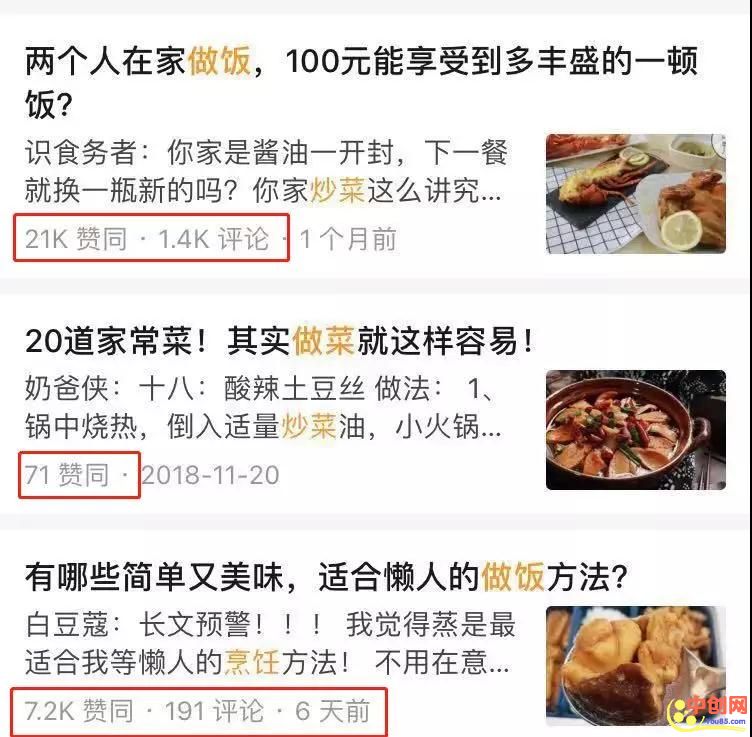 两个人在家做饭，100元能享受到多丰盛的一顿
饭?
识食务者：你家是酱油一开封，下一餐
就换一瓶新的吗？你家炒菜这么讲究...
21K 赞同 · 1.4K 评论 · 1 个月前
20道家常菜！其实做菜就这样容易！
奶爸侠：十八：酸辣土豆丝 做法： 1、
锅中烧热，倒入适量炒菜油，小火锅...
71 赞同 · 2018-11-20
有哪些简单又美味，适合懒人的做饭方法?
白豆蔻：长文预警！！！ 我觉得蒸是最
适合我等懒人的烹饪方法！ 不用在意...
7.2K 赞同 · 191 评论 · 6 天前
中创网
You85.com